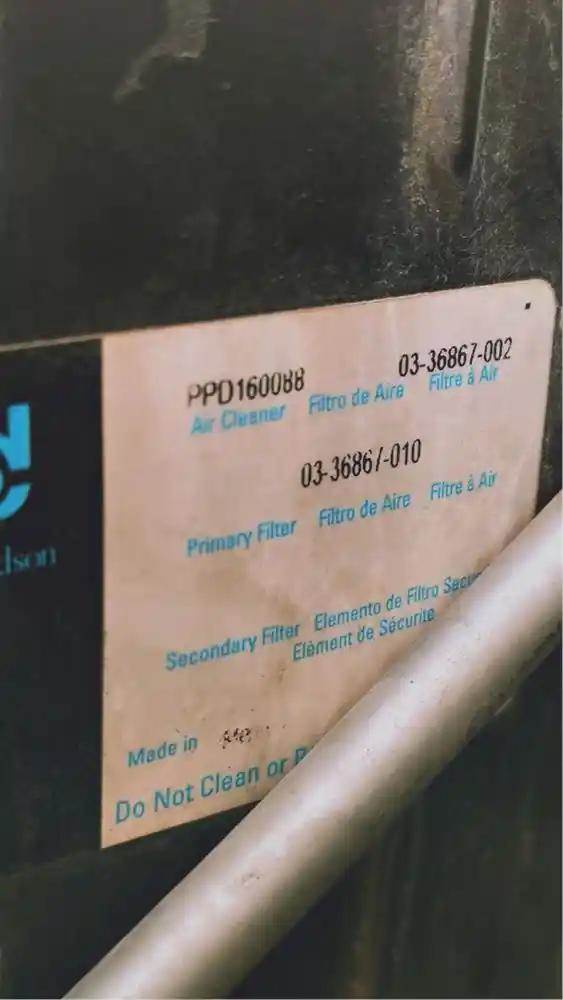 PPD160088 03-36867-002
Air Cleaner Filtro de Aire Filtre à Air
03-36867-010
Primary Filter Filtro de Aire Filtre à Air
Secondary Filter Elemento de Filtro
Elément de Sécurite
Made in
Do Not Clean or